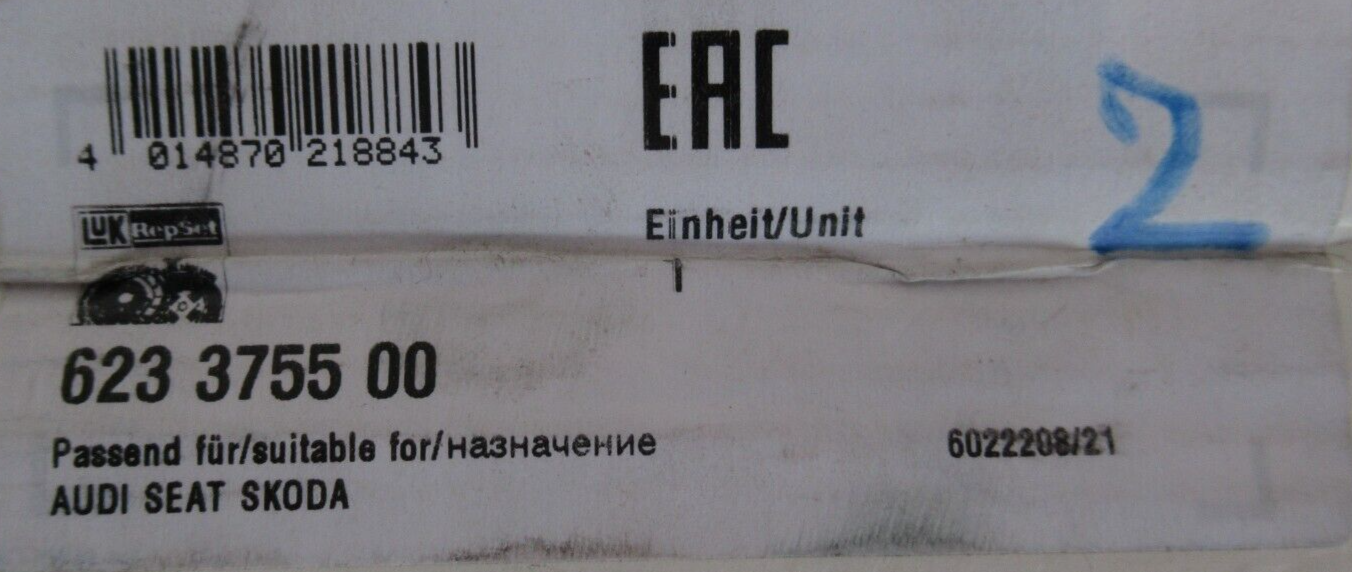 EAC
2
4 014870 218843
LUK RepSet
Einheit/Unit
1
623 3755 00
Passend für/suitable for/назначение
6022208/21
AUDI SEAT SKODA